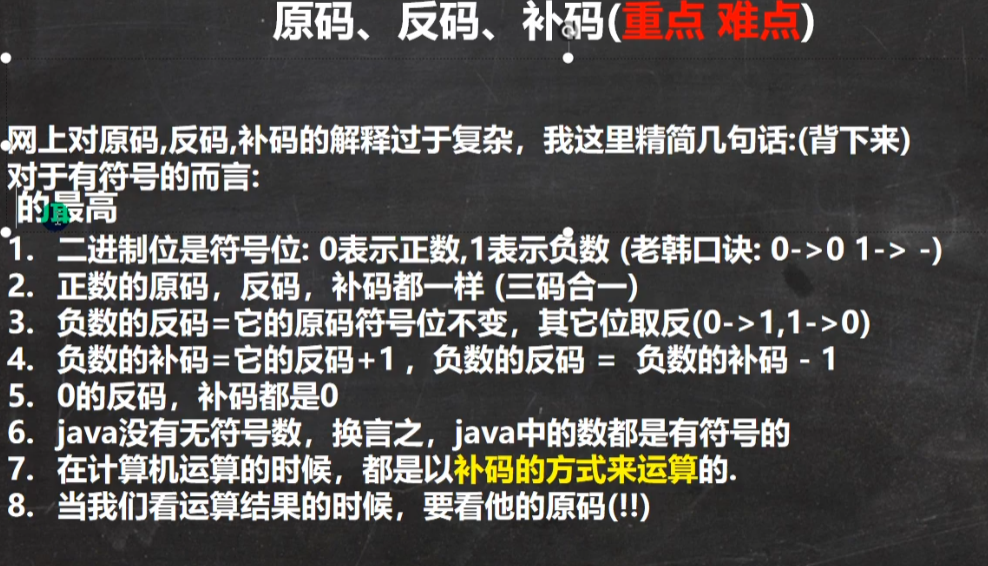 原码、反码、补码(重点 难点)
网上对原码,反码,补码的解释过于复杂，我这里精简几句话:(背下来)
对于有符号的而言:
的最高
1. 二进制位是符号位: 0表示正数,1表示负数 (老韩口诀: 0->0 1-> -)
2. 正数的原码，反码，补码都一样 (三码合一)
3. 负数的反码=它的原码符号位不变，其它位取反(0->1,1->0)
4. 负数的补码=它的反码+1 ，负数的反码 = 负数的补码 - 1
5. 0的反码，补码都是0
6. java没有无符号数，换言之，java中的数都是有符号的
7. 在计算机运算的时候，都是以补码的方式来运算的.
8. 当我们看运算结果的时候，要看他的原码(!!)